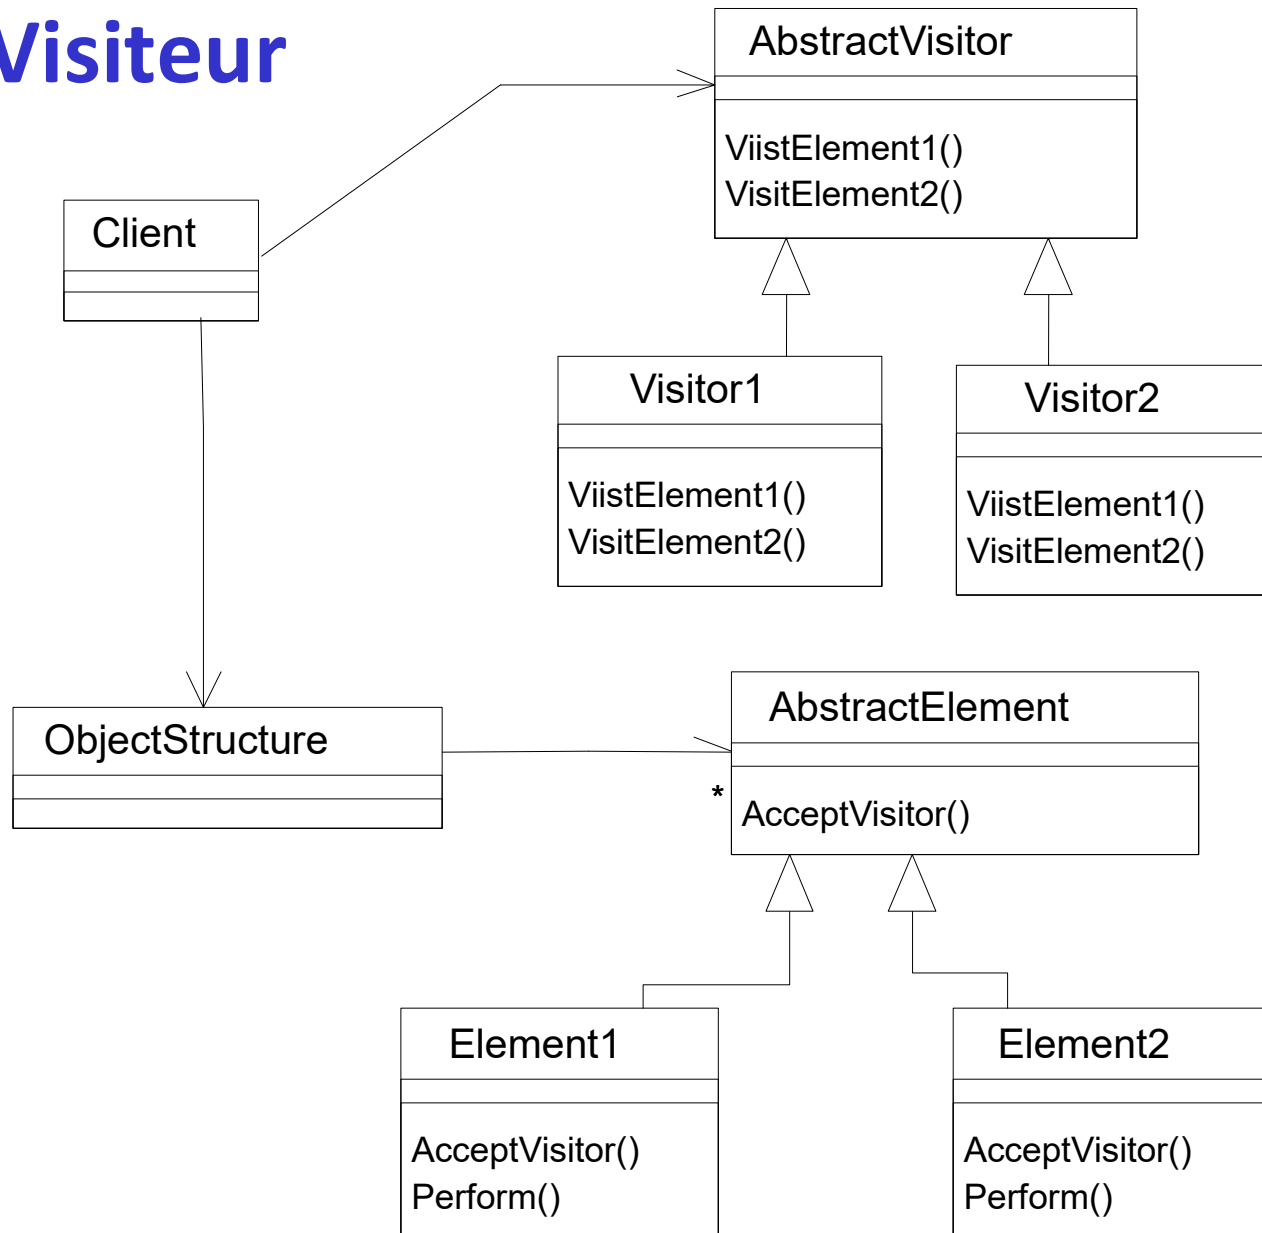 Visiteur
AbstractVisitor
ViistElement1()
VisitElement2()
Client
Visitor1
ViistElement1()
VisitElement2()
Visitor2
ViistElement1()
VisitElement2()
ObjectStructure
AbstractElement
*
AcceptVisitor()
Element1
AcceptVisitor()
Perform()
Element2
AcceptVisitor()
Perform()